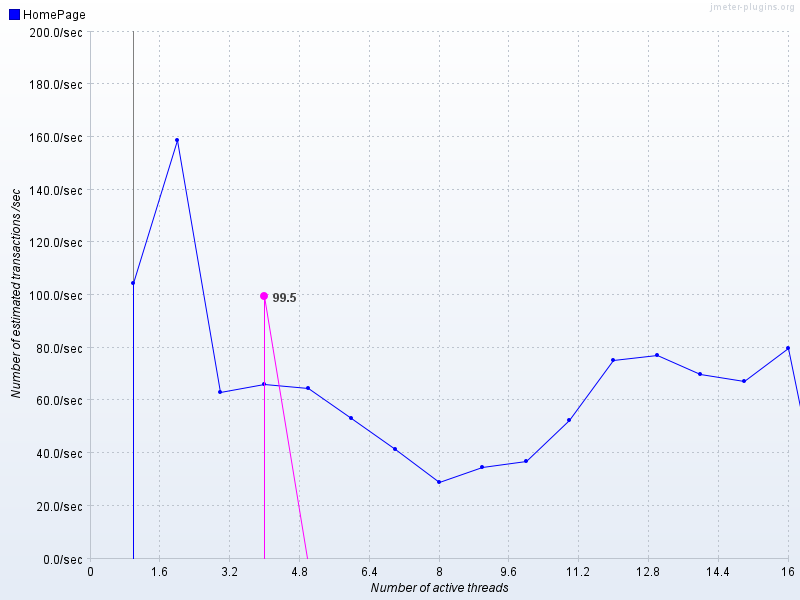 jmeter-plugins.org
HomePage
200.0/sec
180.0/sec
160.0/sec
140.0/sec
120.0/sec
100.0/sec
80.0/sec
60.0/sec
40.0/sec
20.0/sec
0.0/sec
Number of estimated transactions /sec
99.5
0 1.6 3.2 4.8 6.4 8 9.6 11.2 12.8 14.4 16
Number of active threads